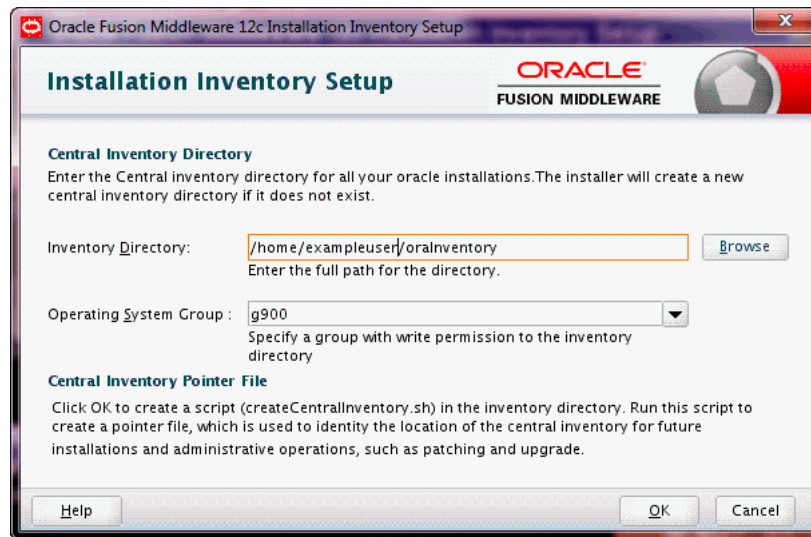 Oracle Fusion Middleware 12c Installation Inventory Setup
X
Installation Inventory Setup
ORACLE
FUSION MIDDLEWARE
Central Inventory Directory
Enter the Central inventory directory for all your oracle installations.The installer will create a new
central inventory directory if it does not exist.
Inventory Directory:
/home/exampleuser/oraInventory
Browse
Enter the full path for the directory.
Operating System Group :
g900
Specify a group with write permission to the inventory
directory
Central Inventory Pointer File
Click OK to create a script (createCentralInventory.sh) in the inventory directory. Run this script to
create a pointer file, which is used to identity the location of the central inventory for future
installations and administrative operations, such as patching and upgrade.
Help
OK
Cancel